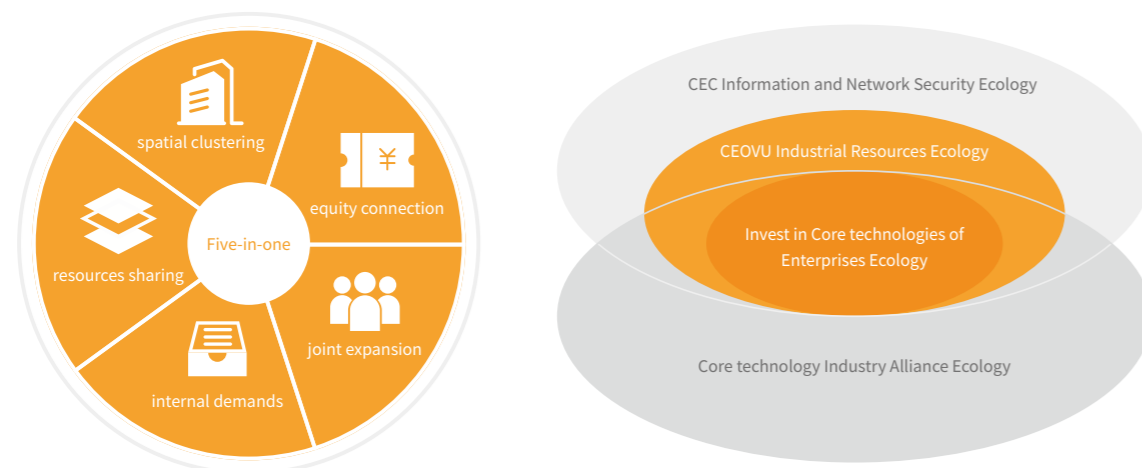 spatial clustering
equity connection
Five-in-one
resources sharing
joint expansion
internal demands
CEC Information and Network Security Ecology
CEOVU Industrial Resources Ecology
Invest in Core technologies of
Enterprises Ecology
Core technology Industry Alliance Ecology